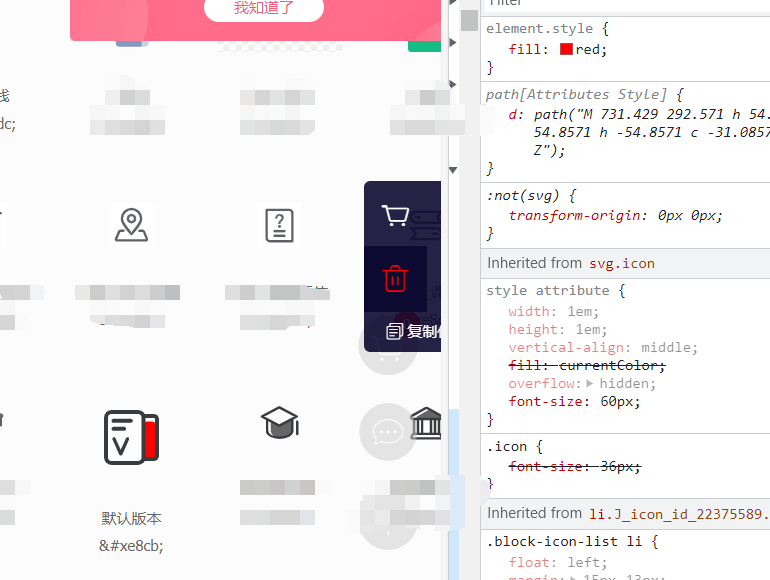 我知道了
线
dc;
复制代
默认版本
&#xe8cb;
Filter
element.style {
fill: red;
}
path[Attributes Style] {
d: path("M 731.429 292.571 h 54.
54.8571 h -54.8571 c -31.0857
Z");
}
:not(svg) {
transform-origin: 0px 0px;
}
Inherited from svg.icon
style attribute {
width: 1em;
height: 1em;
vertical-align: middle;
fill: currentColor;
overflow: hidden;
font-size: 60px;
}
.icon {
font-size: 36px;
}
Inherited from li.J_icon_id_22375589.
.block-icon-list li {
float: left;
margin: 15px 13px;